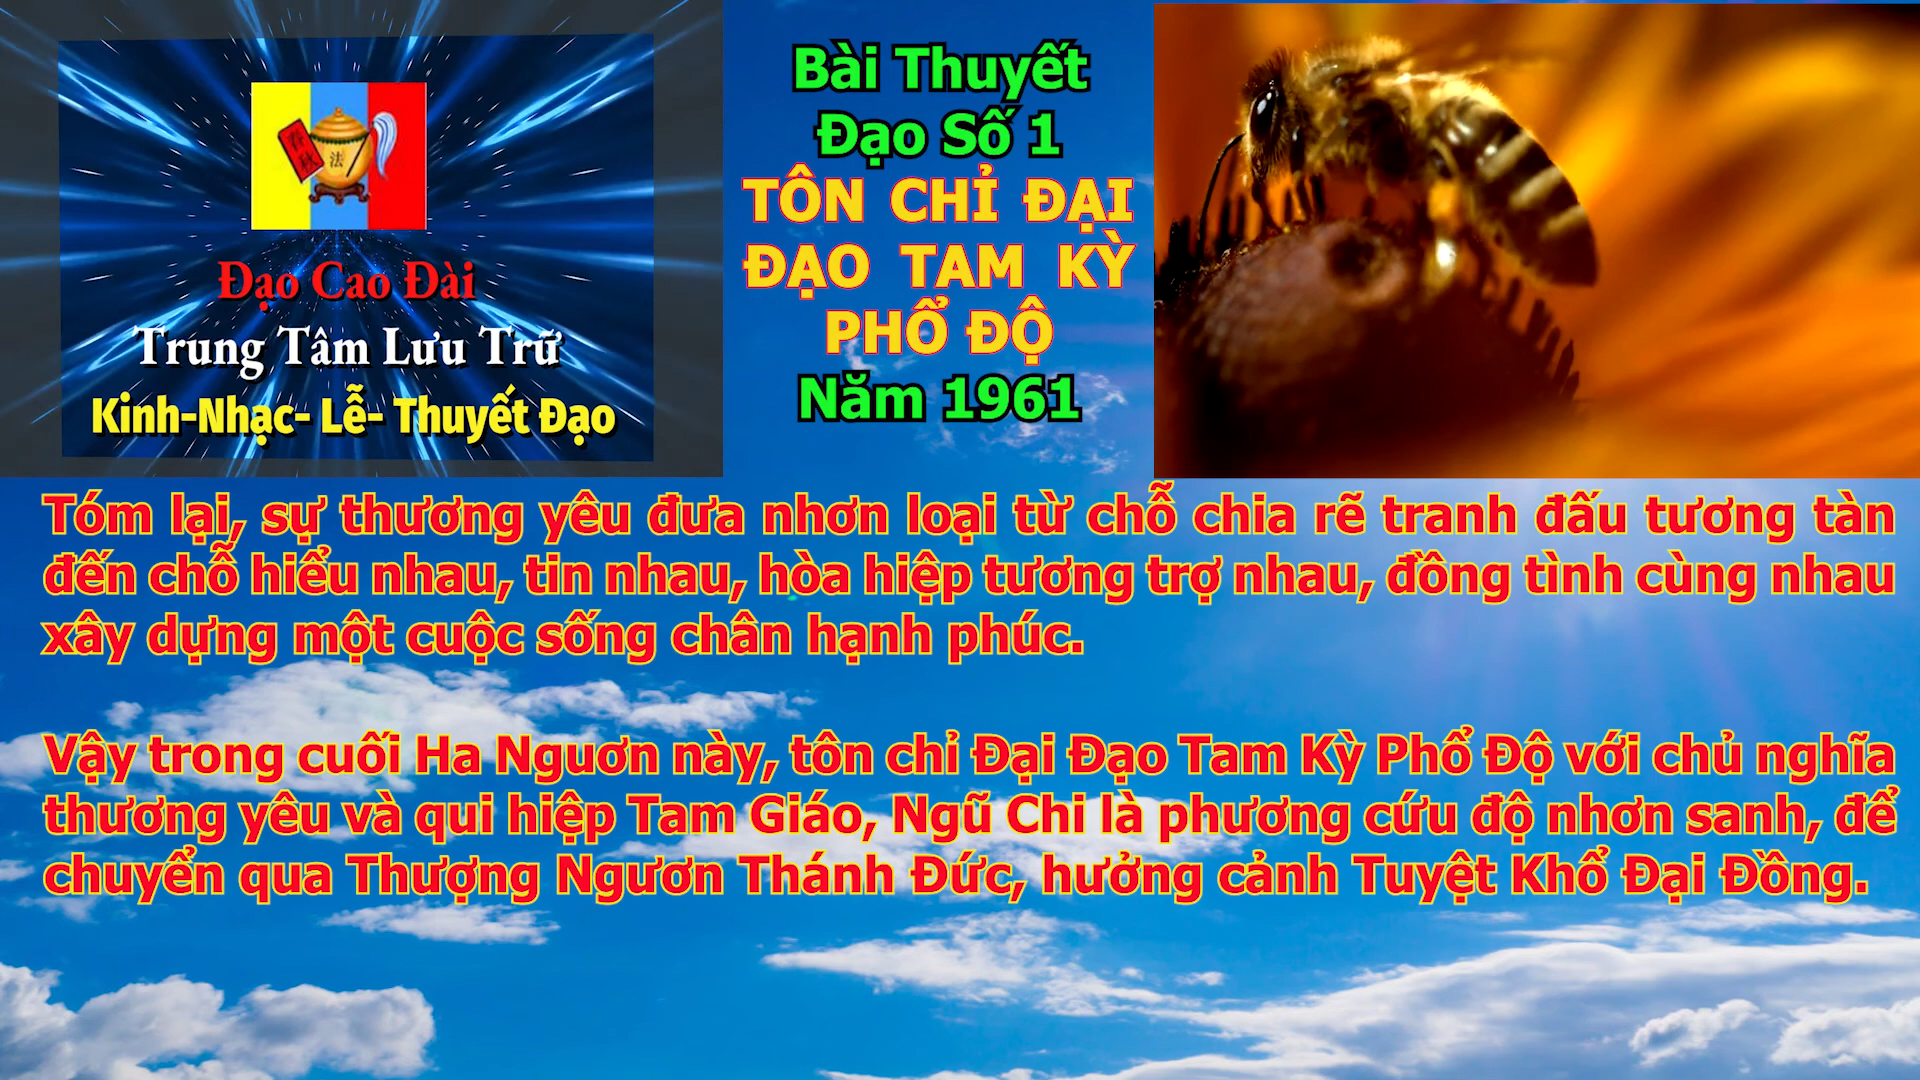 春秋
法
Đạo Cao Đài
Trung Tâm Lưu Trữ
Kinh-Nhạc- Lễ- Thuyết Đạo
Bài Thuyết
Đạo Số 1
TÔN CHỈ ĐẠI
ĐẠO TAM KỲ
PHỔ ĐỘ
Năm 1961
Tóm lại, sự thương yêu đưa nhơn loại từ chỗ chia rẽ tranh đấu tương tàn
đến chỗ hiểu nhau, tin nhau, hòa hiệp tương trợ nhau, đồng tình cùng nhau
xây dựng một cuộc sống chân hạnh phúc.
Vậy trong cuối Ha Nguơn này, tôn chỉ Đại Đạo Tam Kỳ Phổ Độ với chủ nghĩa
thương yêu và qui hiệp Tam Giáo, Ngũ Chi là phương cứu độ nhơn sanh, để
chuyển qua Thượng Ngươn Thánh Đức, hưởng cảnh Tuyệt Khổ Đại Đồng.